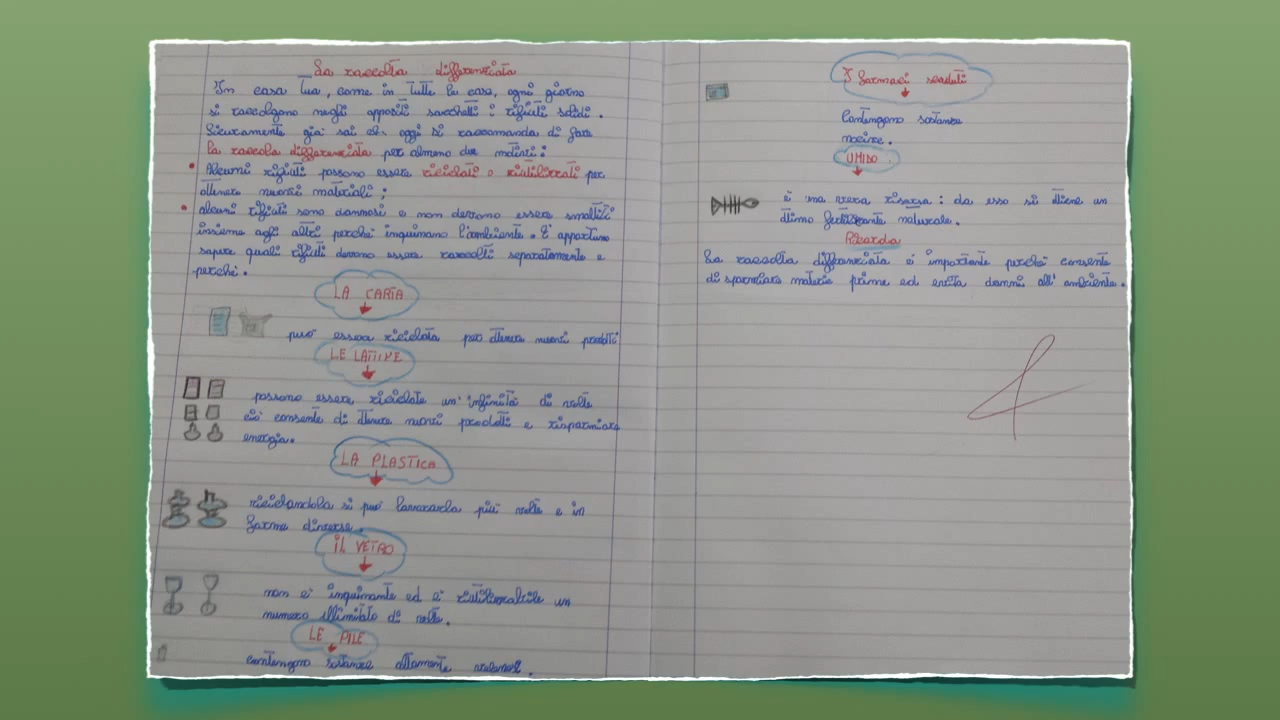 La raccolta differenziata
In casa tua, come in tutte le case, ogni giorno
si raccolgono negli appositi sacchetti i rifiuti solidi.
Sicuramente già sai che oggi si raccomanda di fare
la raccolta differenziata per almeno due motivi:
• Alcuni rifiuti possono essere riciclati o riutilizzati per
ottenere nuovi materiali;
• alcuni rifiuti sono dannosi e non devono essere smaltiti
insieme agli altri perché inquinano l'ambiente. È opportuno
sapere quali rifiuti devono essere raccolti separatamente e
perché.
LA CARTA
può essere riciclata per ottenere nuovi prodotti
LE LATTINE
possono essere riciclate un' infinità di volte
ciò consente di ottenere nuovi prodotti e risparmiare
energia.
LA PLASTICA
riciclandola si può lavorarla più volte e in
forme diverse.
IL VETRO
non è inquinante ed è riutilizzabile un
numero illimitato di volte.
LE PILE
contengono sostanze altamente velenose.
I farmaci scaduti
Contengono sostanze
nocive.
UMIDO
è una vera risorsa: da esso si ottiene un
ottimo fertilizzante naturale.
Ricorda
La raccolta differenziata è importante perché consente
di sparmiare materie prime ed evita danni all' ambiente.